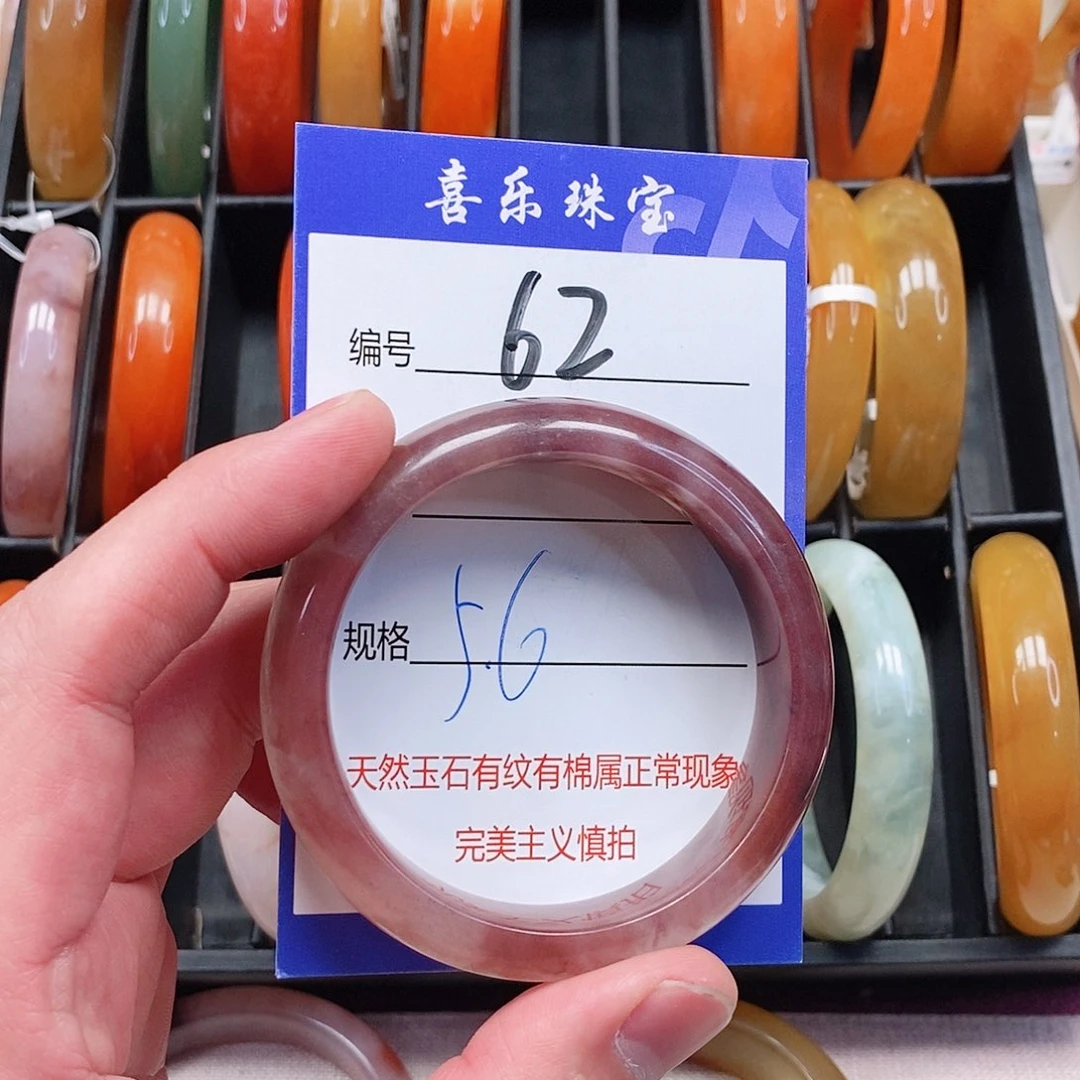 喜乐珠宝
编号 62
规格 5.6
天然玉石有纹有棉属正常现象
完美主义慎拍